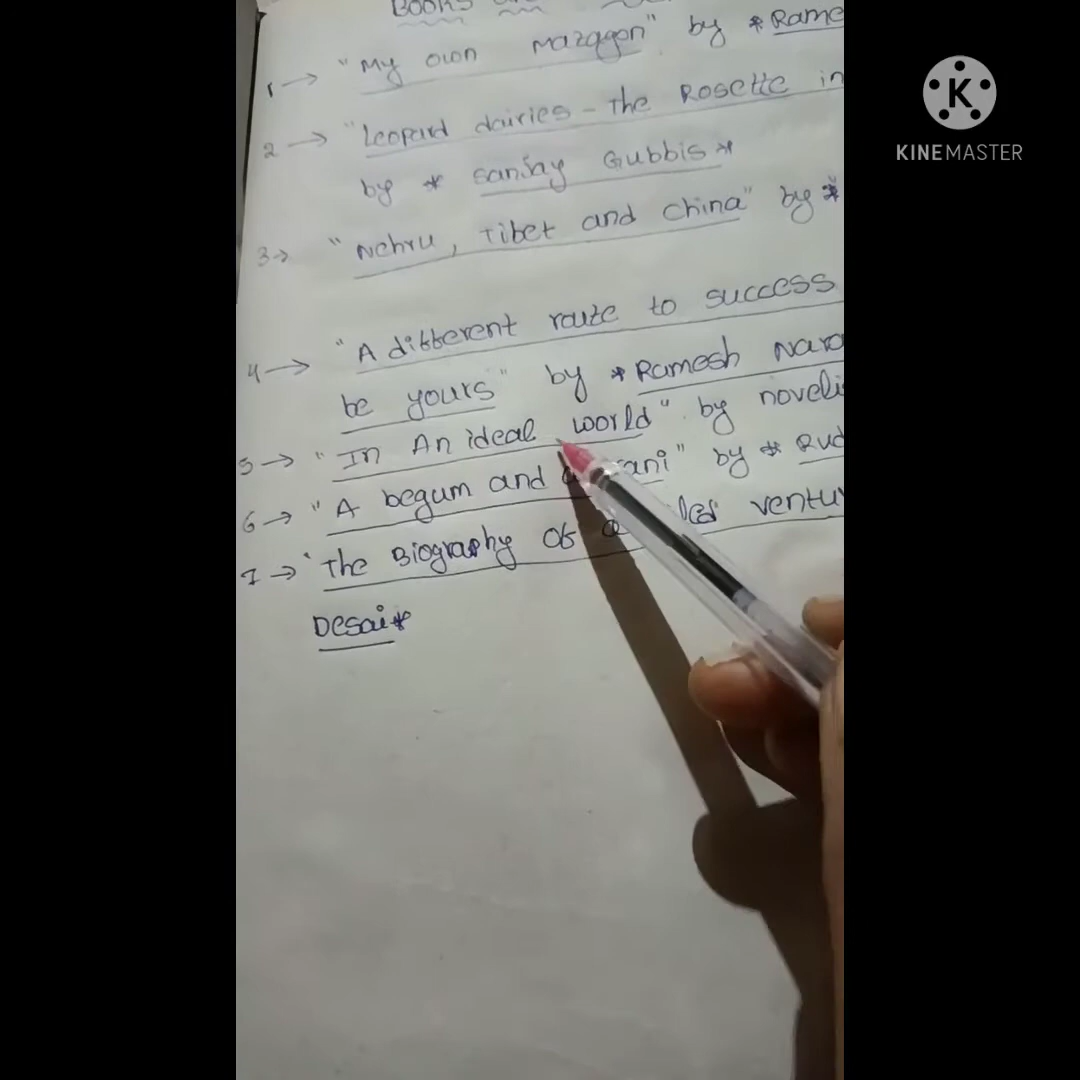 BOOKS
1 → "My own Mazagon" by *Rame
2 → "Leopard dairies - The Rosette in
by * Sanjay Gubbis *
3 → "Nehru, Tibet and China" by *
4 → "A different route to success
be yours" by *Ramesh Nara
5 → "In An ideal world" by noveli
6 → "A begum and ani" by * Rud
7 → "The Biography of a ventu
Desai*
K
KINEMASTER